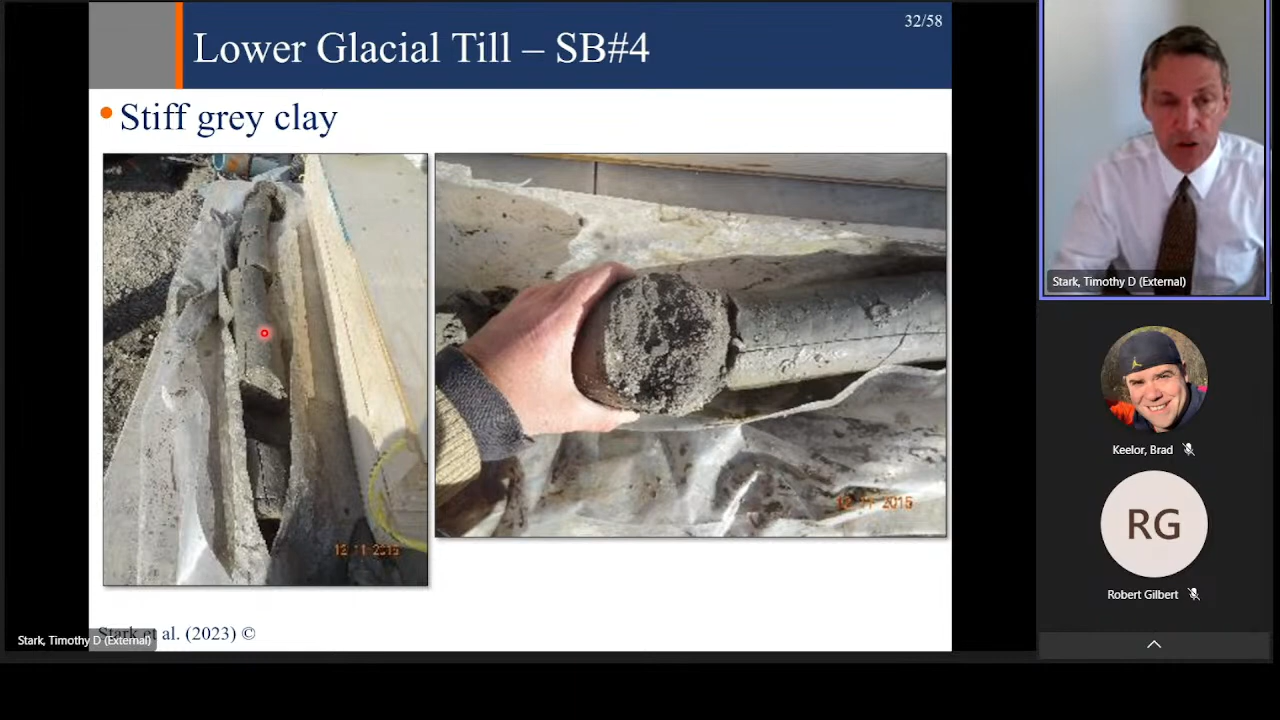 32/58
Lower Glacial Till – SB#4
• Stiff grey clay
12 11 2015
12 11 2015
Stark et al. (2023) ©
Stark, Timothy D (External)
Stark, Timothy D (External)
Keelor, Brad
RG
Robert Gilbert